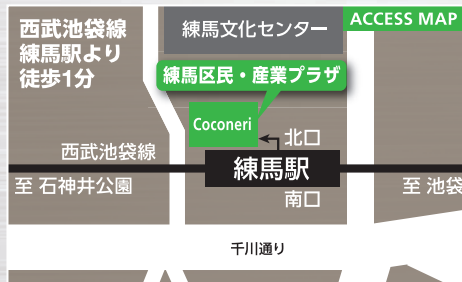 西武池袋線
練馬駅より
徒歩1分
練馬文化センター
ACCESS MAP
練馬区民・産業プラザ
Coconeri
北口
西武池袋線
練馬駅
至 石神井公園
至 池袋
南口
千川通り